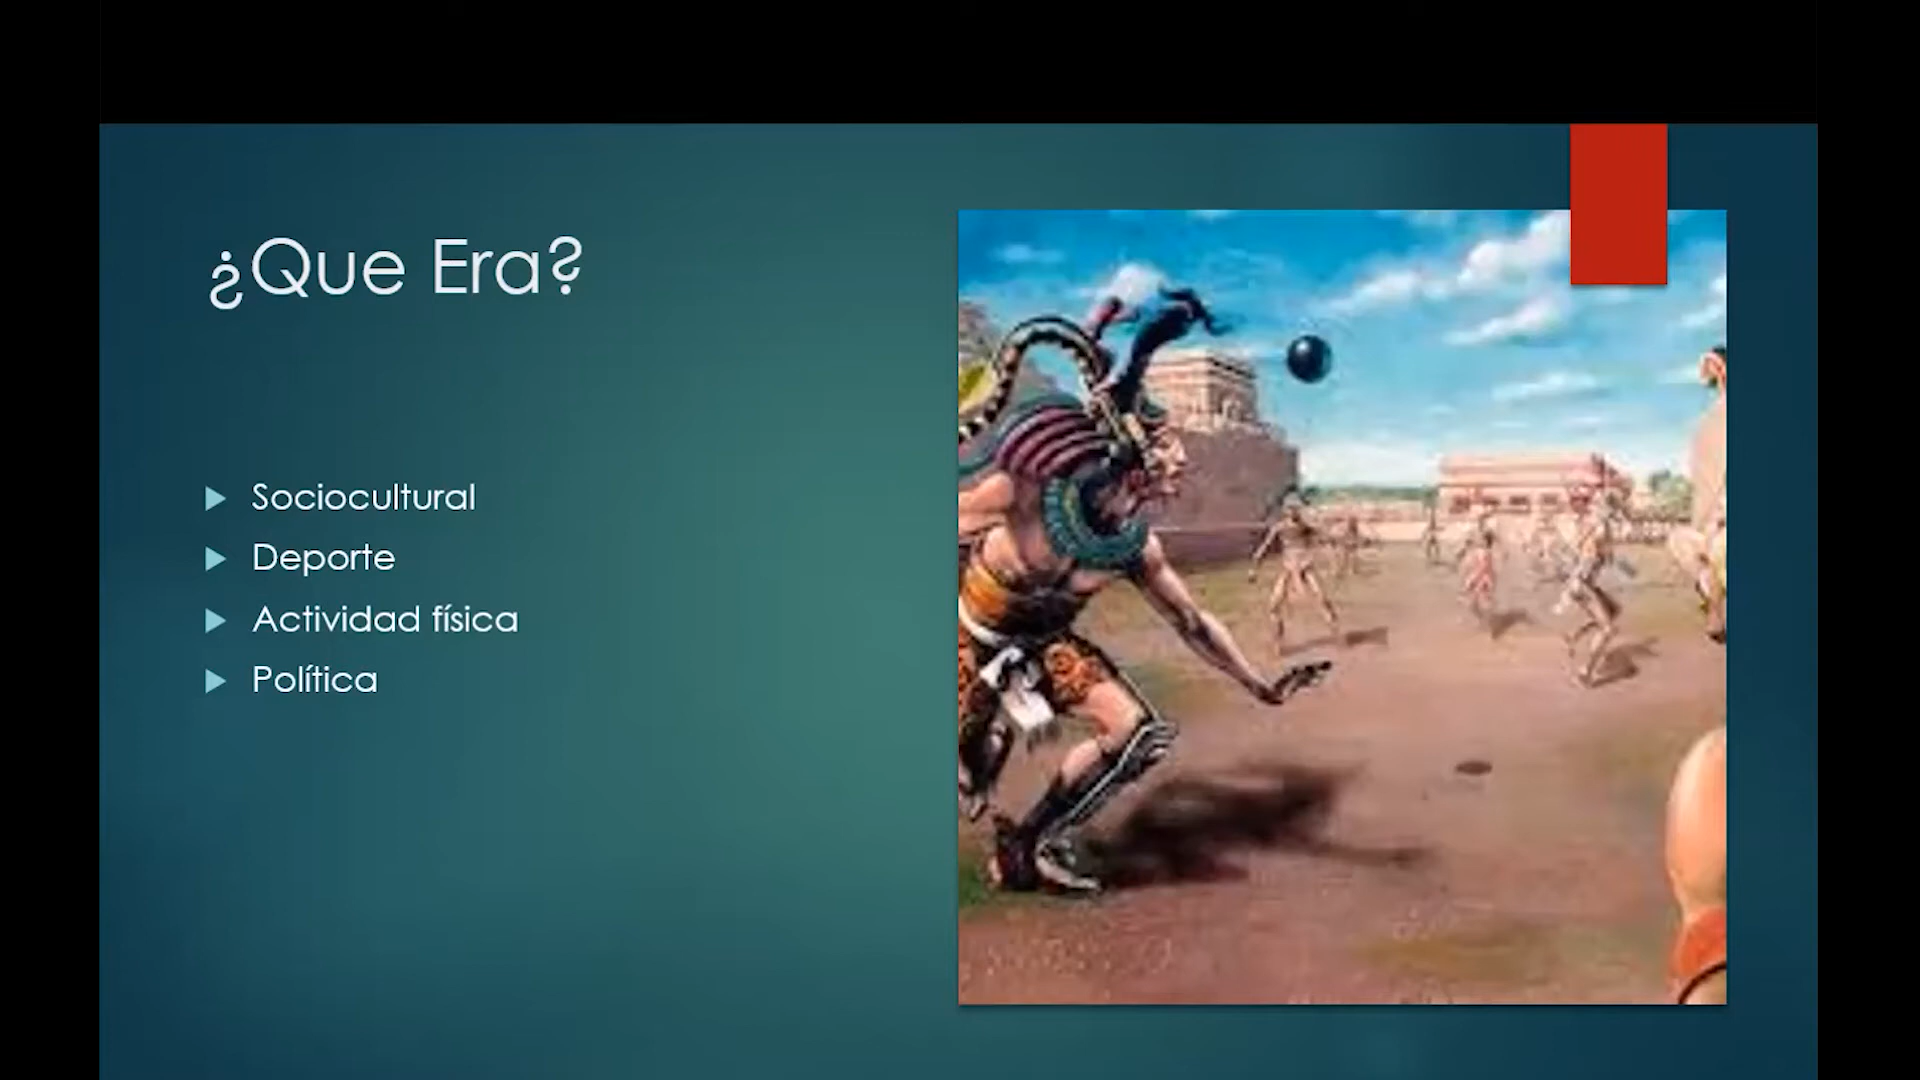 ¿Que Era?
Sociocultural
Deporte
Actividad física
Política